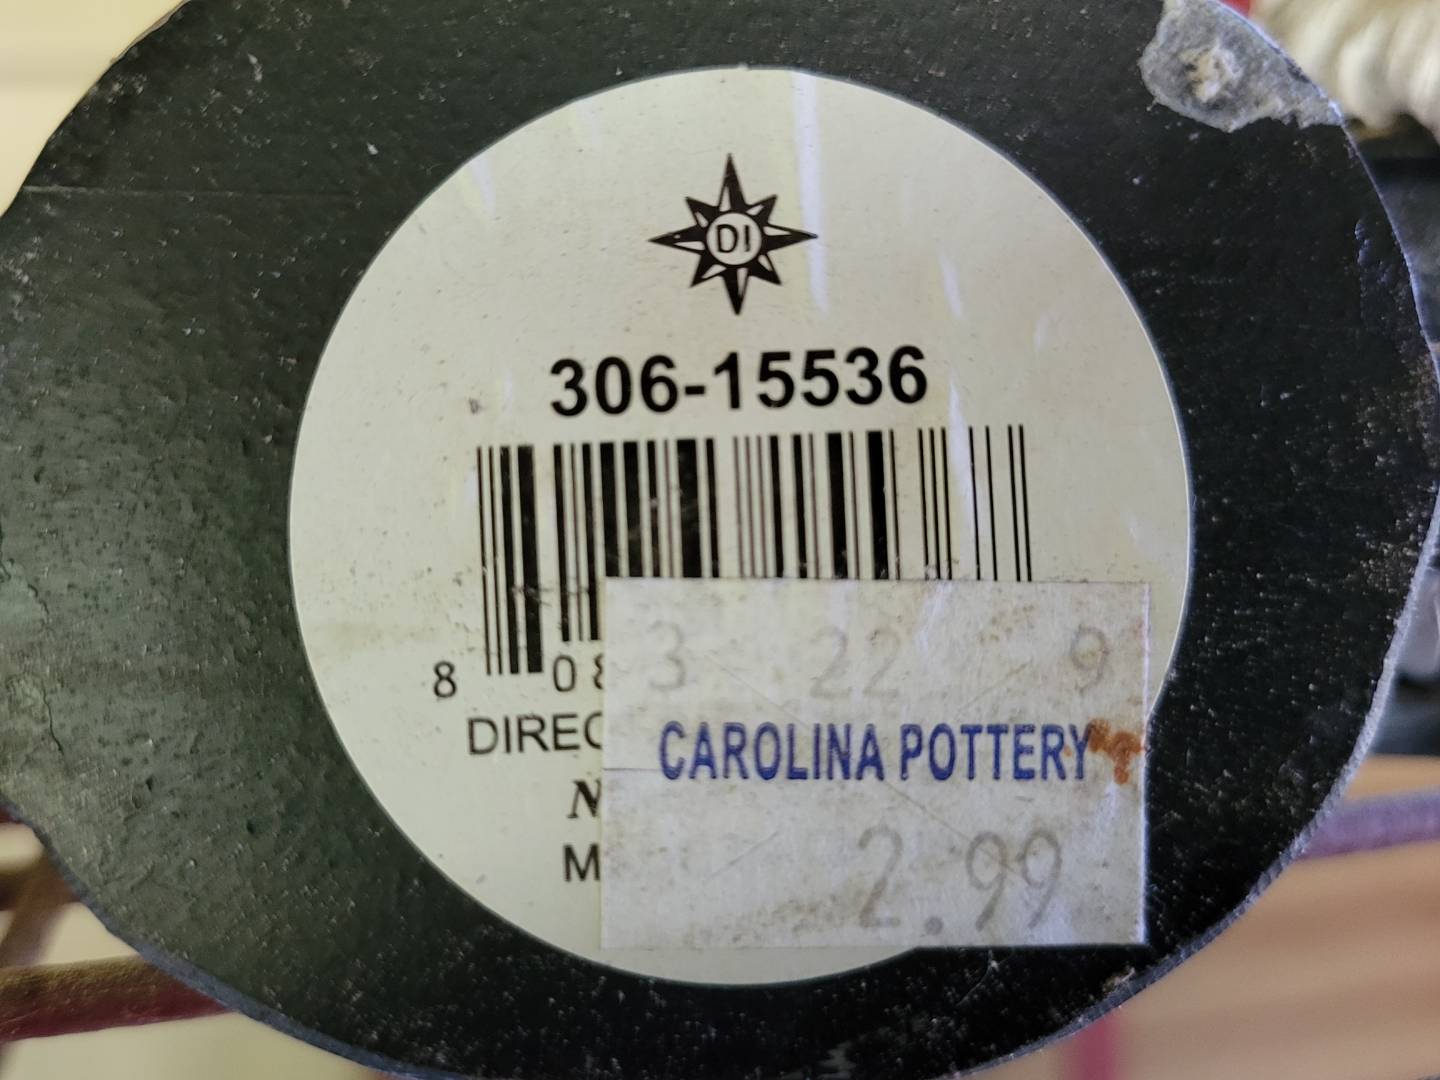 DI
306-15536
8 08
DIREC
N
M
3 22 9
CAROLINA POTTERY
2.99